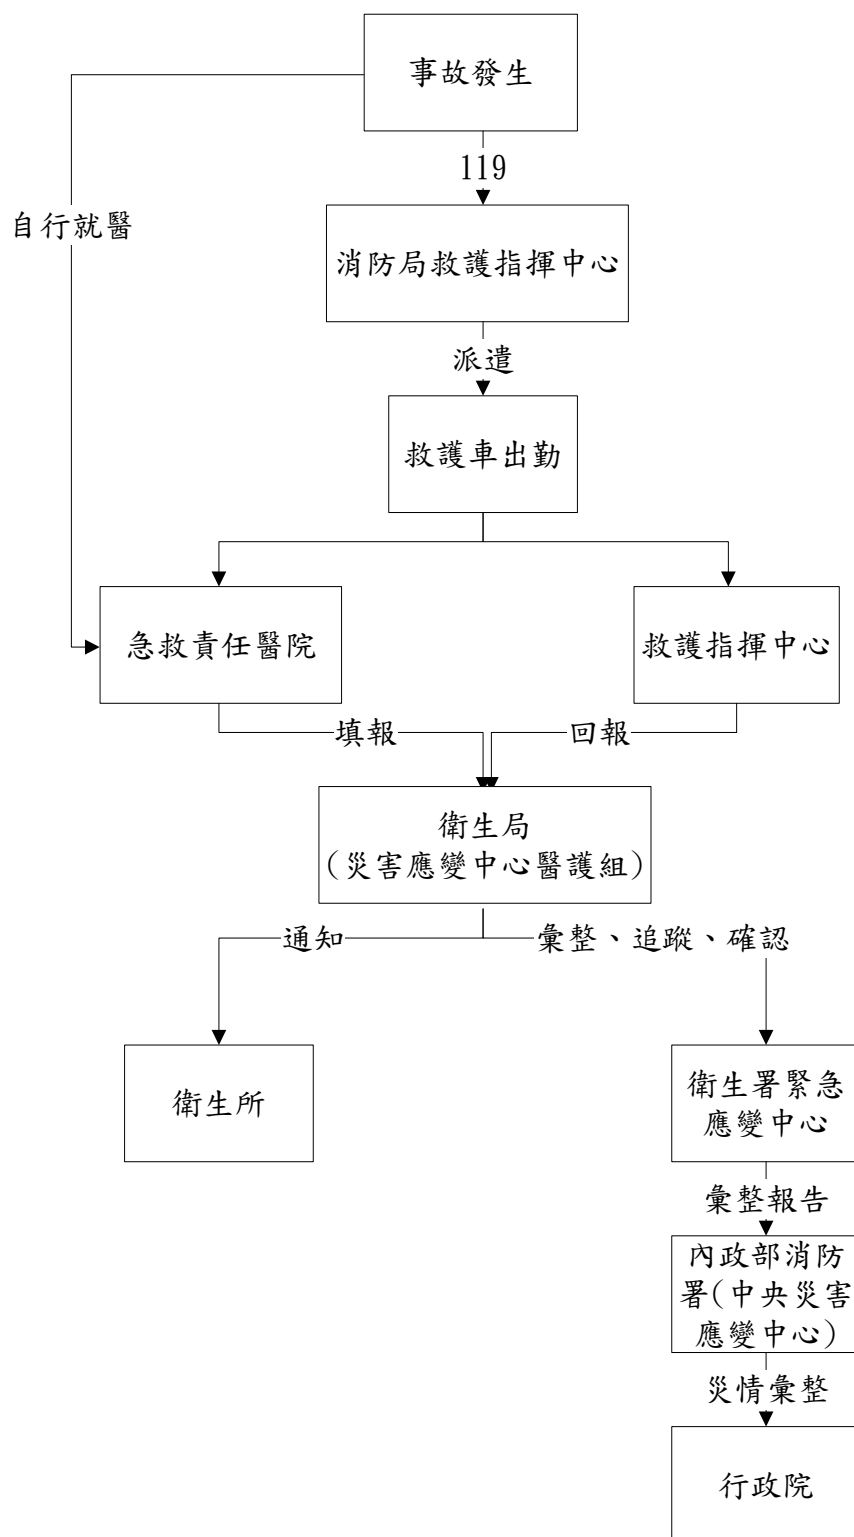 事故發生
119
自行就醫
消防局救護指揮中心
派遣
救護車出勤
急救責任醫院
救護指揮中心
填報
回報
衛生局
(災害應變中心醫護組)
通知
彙整、追蹤、確認
衛生所
衛生署緊急
應變中心
彙整報告
內政部消防
署(中央災害
應變中心)
災情彙整
行政院